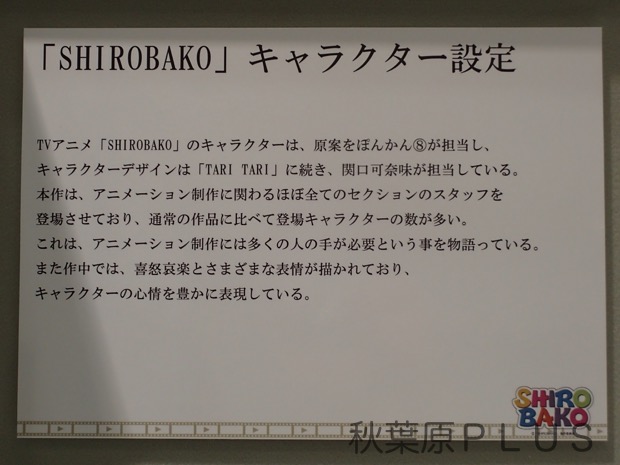 「SHIROBAKO」キャラクター設定
TVアニメ「SHIROBAKO」のキャラクターは、原案をぽんかん⑧が担当し、
キャラクターデザインは「TARI TARI」に続き、関口可奈味が担当している。
本作は、アニメーション制作に関わるほぼ全てのセクションのスタッフを
登場させており、通常の作品に比べて登場キャラクターの数が多い。
これは、アニメーション制作には多くの人の手が必要という事を物語っている。
また作中では、喜怒哀楽とさまざまな表情が描かれており、
キャラクターの心情を豊かに表現している。
SHIRO
BAKO
秋葉原PLUS